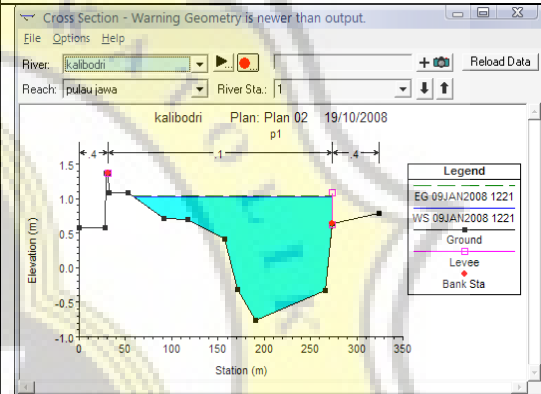 Cross Section - Warning Geometry is newer than output.
File Options Help
River: kalibodri Reload Data
Reach: pulau jawa River Sta.: 1
kalibodri Plan: Plan 02 19/10/2008
p1
.4 .1 .4
Elevation (m)
1.5
1.0
0.5
0.0
-0.5
-1.0
0 50 100 150 200 250 300 350
Station (m)
Legend
EG 09JAN2008 1221
WS 09JAN2008 1221
Ground
Levee
Bank Sta